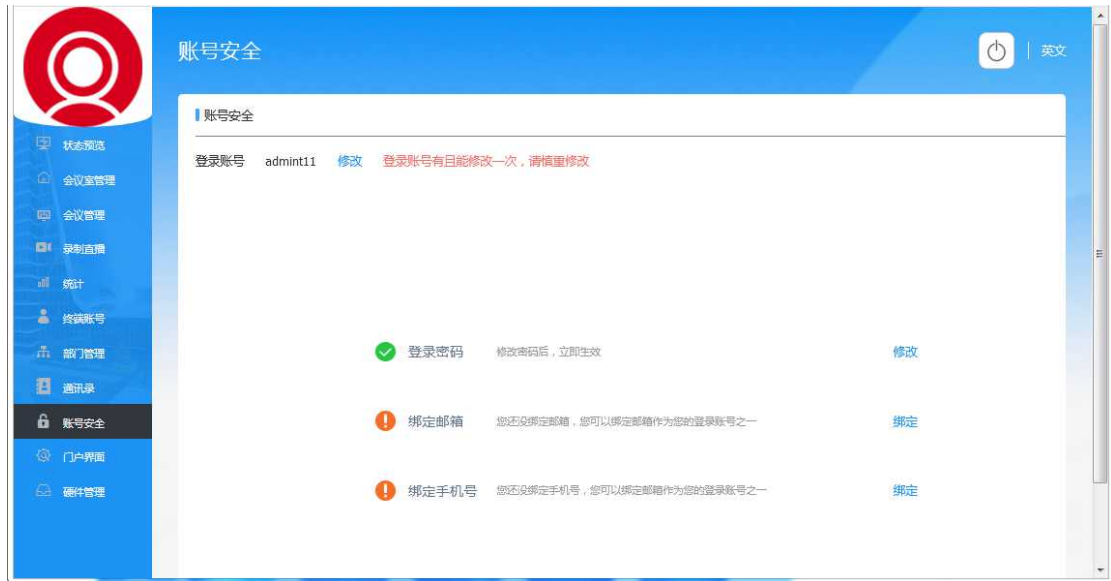 账号安全
英文
账号安全
登录账号 admint11 修改 登录账号有且能修改一次，请慎重修改
状态预览
会议室管理
会议管理
录制直播
统计
终端账号
部门管理
通讯录
账号安全
门户界面
硬件管理
登录密码 修改密码后，立即生效 修改
绑定邮箱 您还没绑定邮箱，您可以绑定邮箱作为您的登录账号之一 绑定
绑定手机号 您还没绑定手机号，您可以绑定邮箱作为您的登录账号之一 绑定